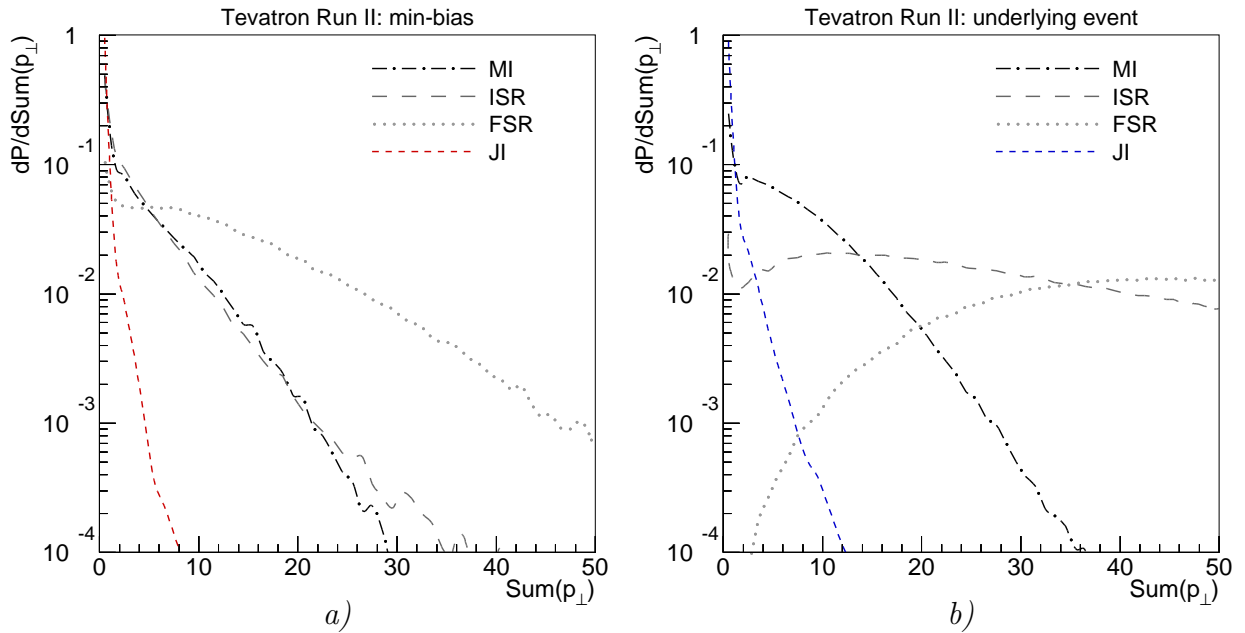 Tevatron Run II: min-bias
dP/dSum(p⊥)
1
10^-1
10^-2
10^-3
10^-4
MI
ISR
FSR
JI
0 10 20 30 40 50
Sum(p⊥)
a)
Tevatron Run II: underlying event
dP/dSum(p⊥)
1
10^-1
10^-2
10^-3
10^-4
MI
ISR
FSR
JI
0 10 20 30 40 50
Sum(p⊥)
b)